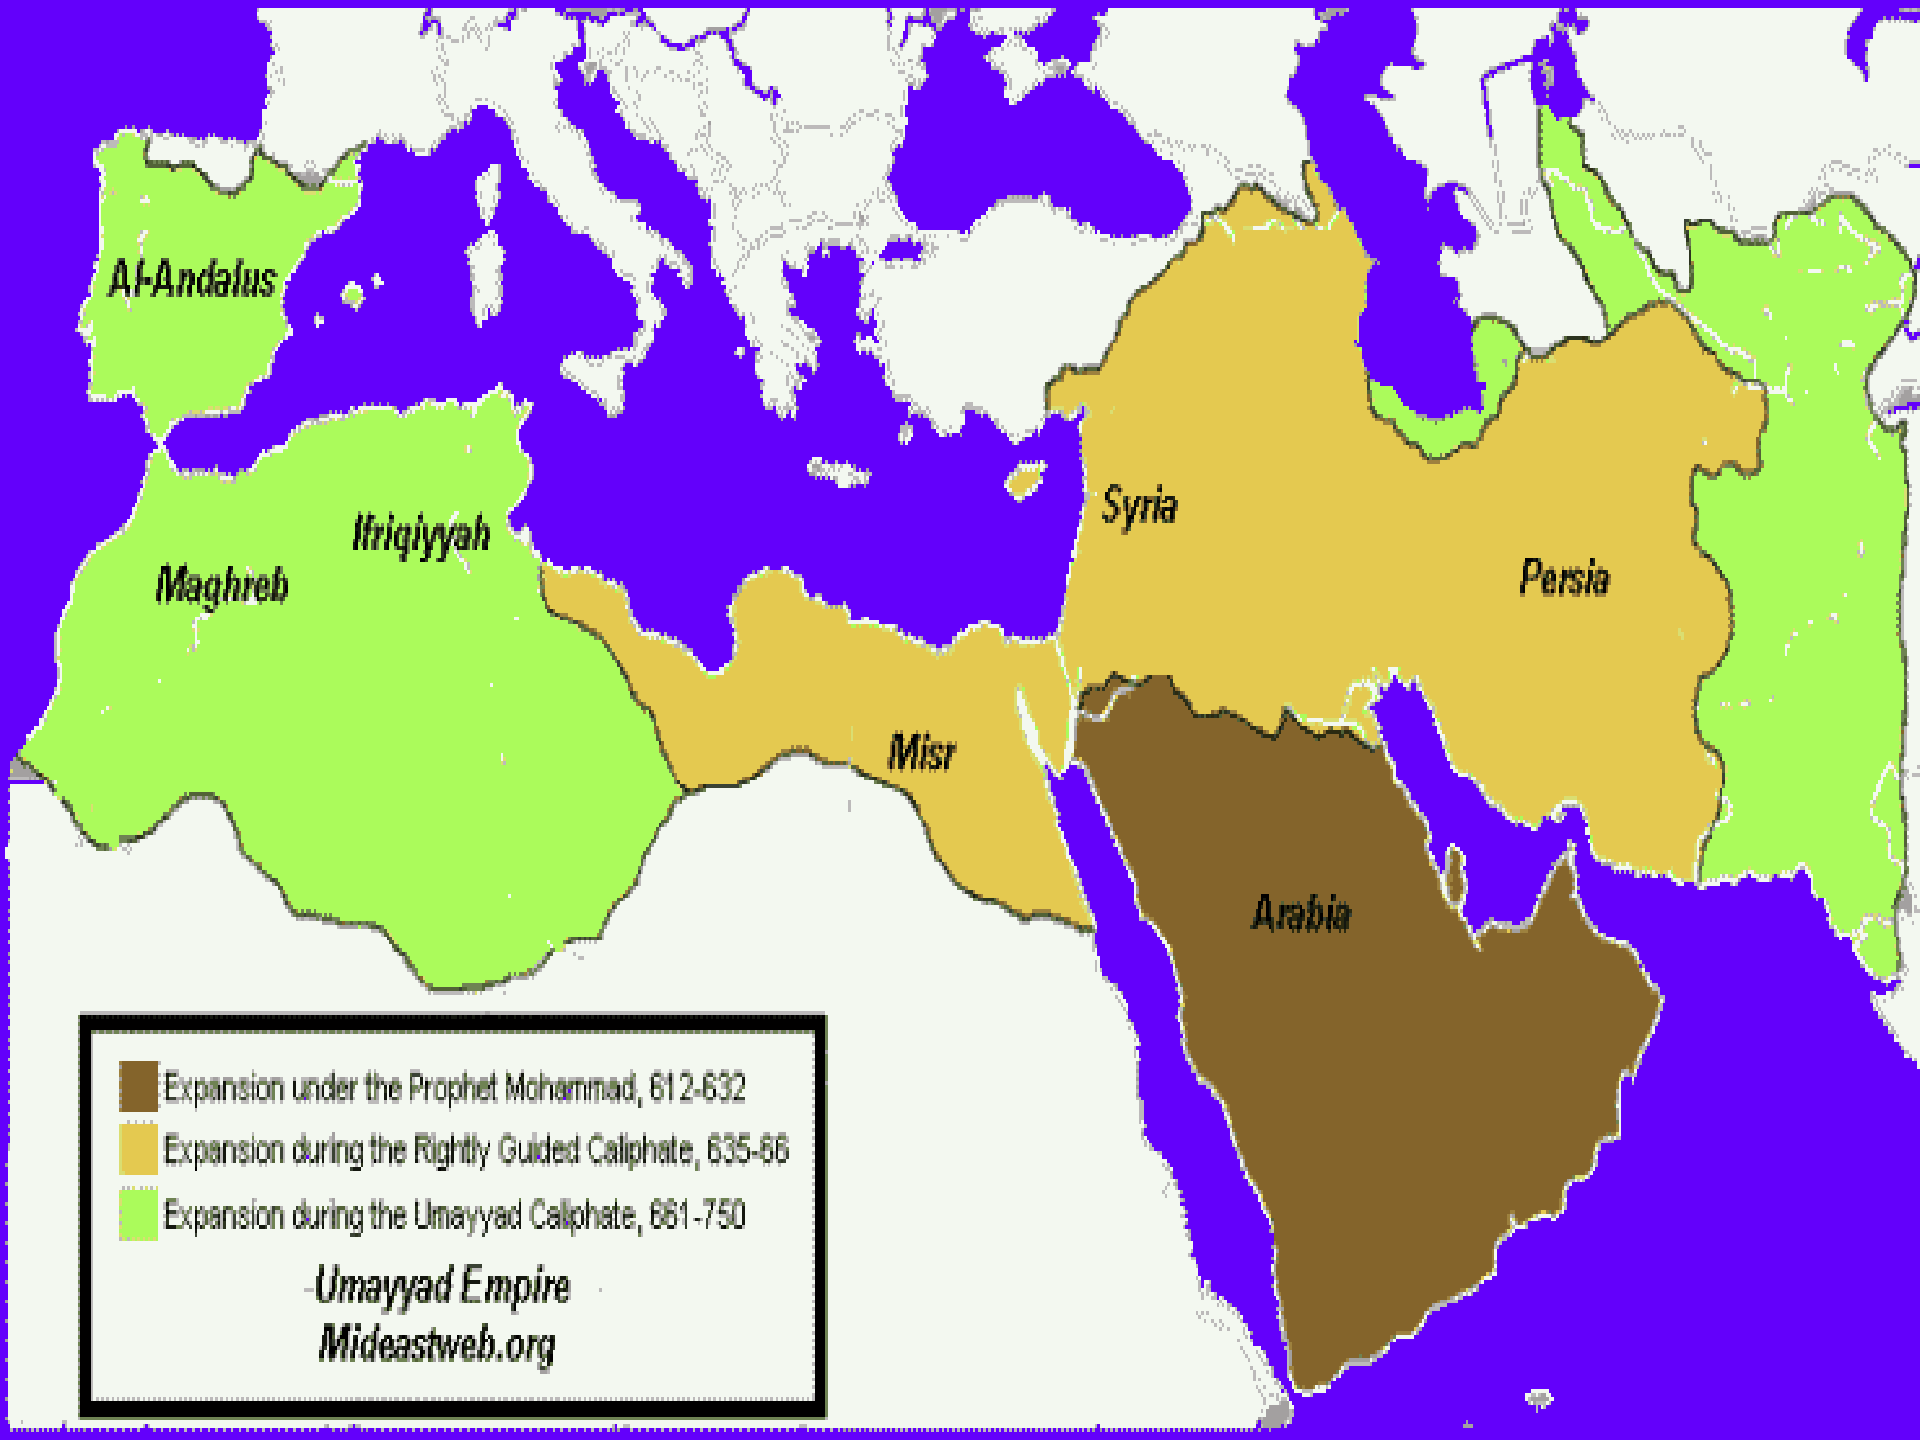 Al-Andalus
Ifriqiyyah
Maghreb
Syria
Persia
Misr
Arabia
Expansion under the Prophet Mohammad, 612-632
Expansion during the Rightly Guided Caliphate, 635-66
Expansion during the Umayyad Caliphate, 661-750
Umayyad Empire
Mideastweb.org